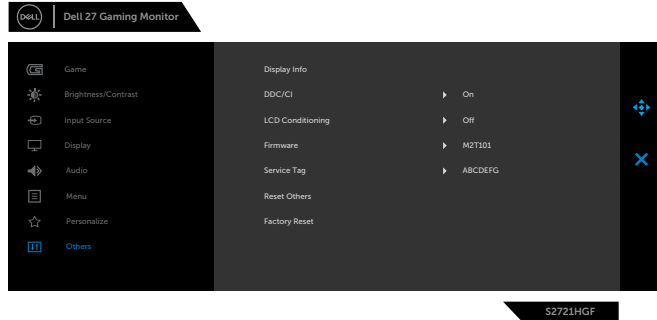 DELL Dell 27 Gaming Monitor
Game
Brightness/Contrast
Input Source
Display
Audio
Menu
Personalize
Others
Display Info
DDC/CI On
LCD Conditioning Off
Firmware M2T101
Service Tag ABCDEFG
Reset Others
Factory Reset
S2721HGF